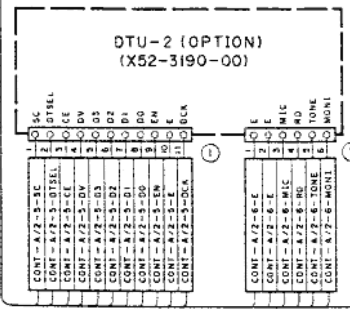 DTU-2 (OPTION)
(X52-3190-00)
SC
DTSEL
CE
DV
D3
D2
D1
D0
EN
E
DCK
E
E
MIC
RD
TONE
MONI
1
2
3
4
5
6
7
8
9
10
11
1
1
2
3
4
5
6
CONT-A/2-5-SC
CONT-A/2-5-DTSEL
CONT-A/2-5-CE
CONT-A/2-5-DV
CONT-A/2-5-D3
CONT-A/2-5-D2
CONT-A/2-5-D1
CONT-A/2-5-D0
CONT-A/2-5-EN
CONT-A/2-5-E
CONT-A/2-5-DCK
CONT-A/2-6-E
CONT-A/2-6-E
CONT-A/2-6-MIC
CONT-A/2-6-RD
CONT-A/2-6-TONE
CONT-A/2-6-MONI